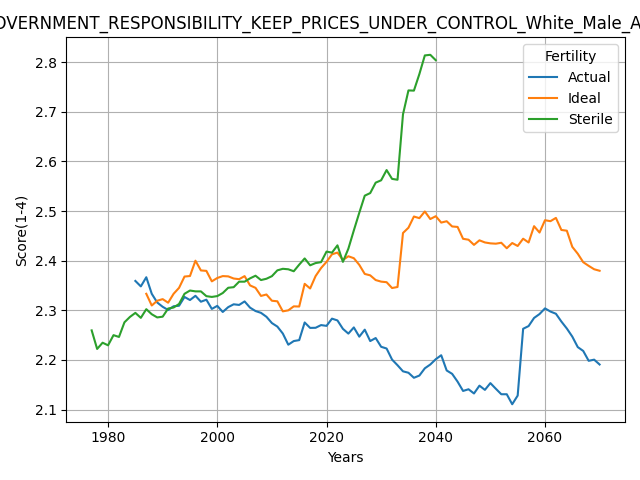 OVERNMENT_RESPONSIBILITY_KEEP_PRICES_UNDER_CONTROL_White_Male_A
Fertility
Actual
Ideal
Sterile
Score(1-4)
2.8
2.7
2.6
2.5
2.4
2.3
2.2
2.1
1980 2000 2020 2040 2060
Years